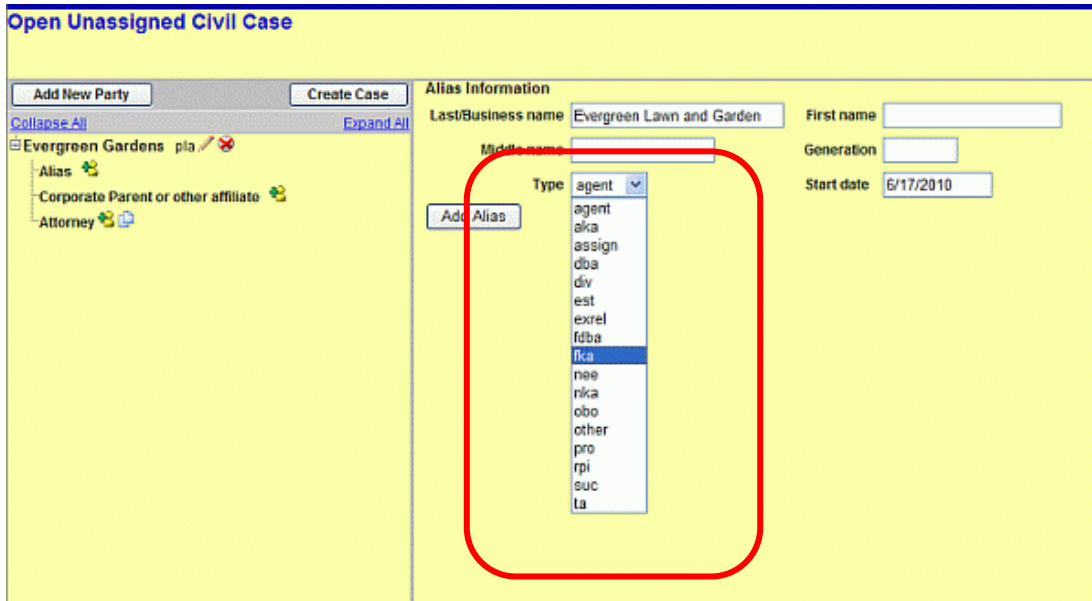 Open Unassigned Civil Case
Add New Party Create Case
Collapse All Expand All
Evergreen Gardens pla
Alias
Corporate Parent or other affiliate
Attorney
Alias Information
Last/Business name Evergreen Lawn and Garden First name
Middle name Generation
Type agent Start date 6/17/2010
Add Alias
agent
aka
assign
dba
div
est
exrel
fdba
fka
nee
nka
obo
other
pro
rpi
suc
ta